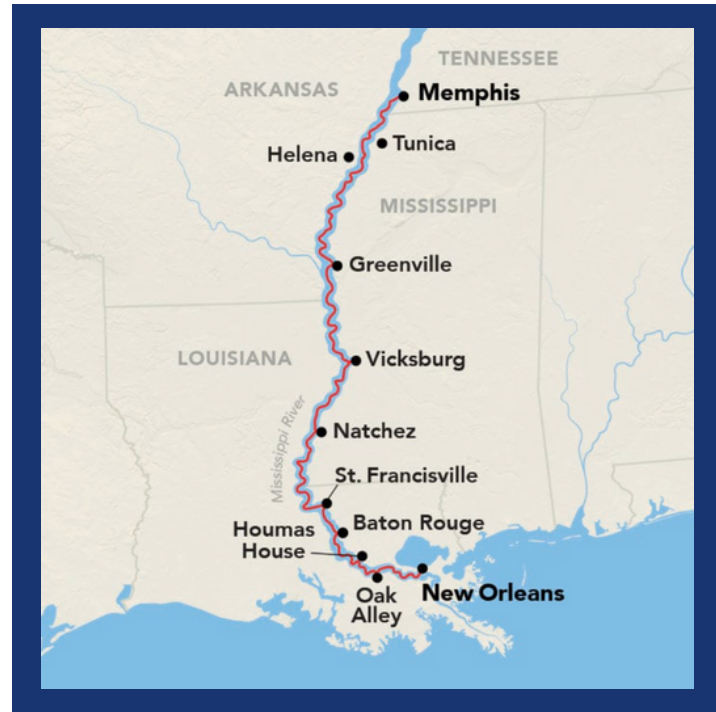 TENNESSEE
ARKANSAS
Memphis
Tunica
Helena
MISSISSIPPI
Greenville
LOUISIANA
Vicksburg
Mississippi River
Natchez
St. Francisville
Baton Rouge
Houmas
House
New Orleans
Oak
Alley